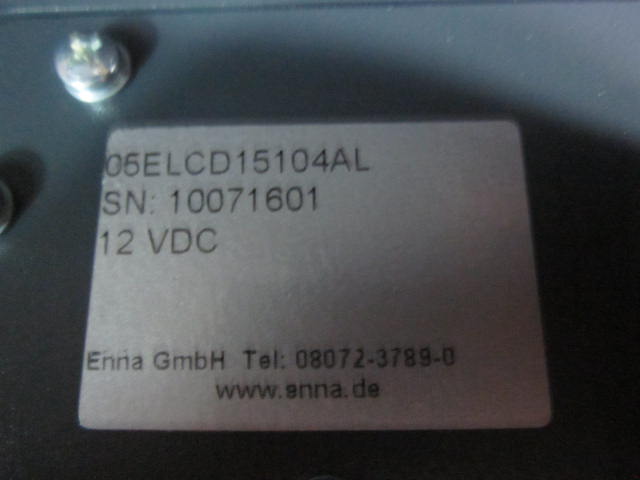 05ELCD15104AL
SN: 10071601
12 VDC
Enna GmbH Tel: 08072-3789-0
www.enna.de